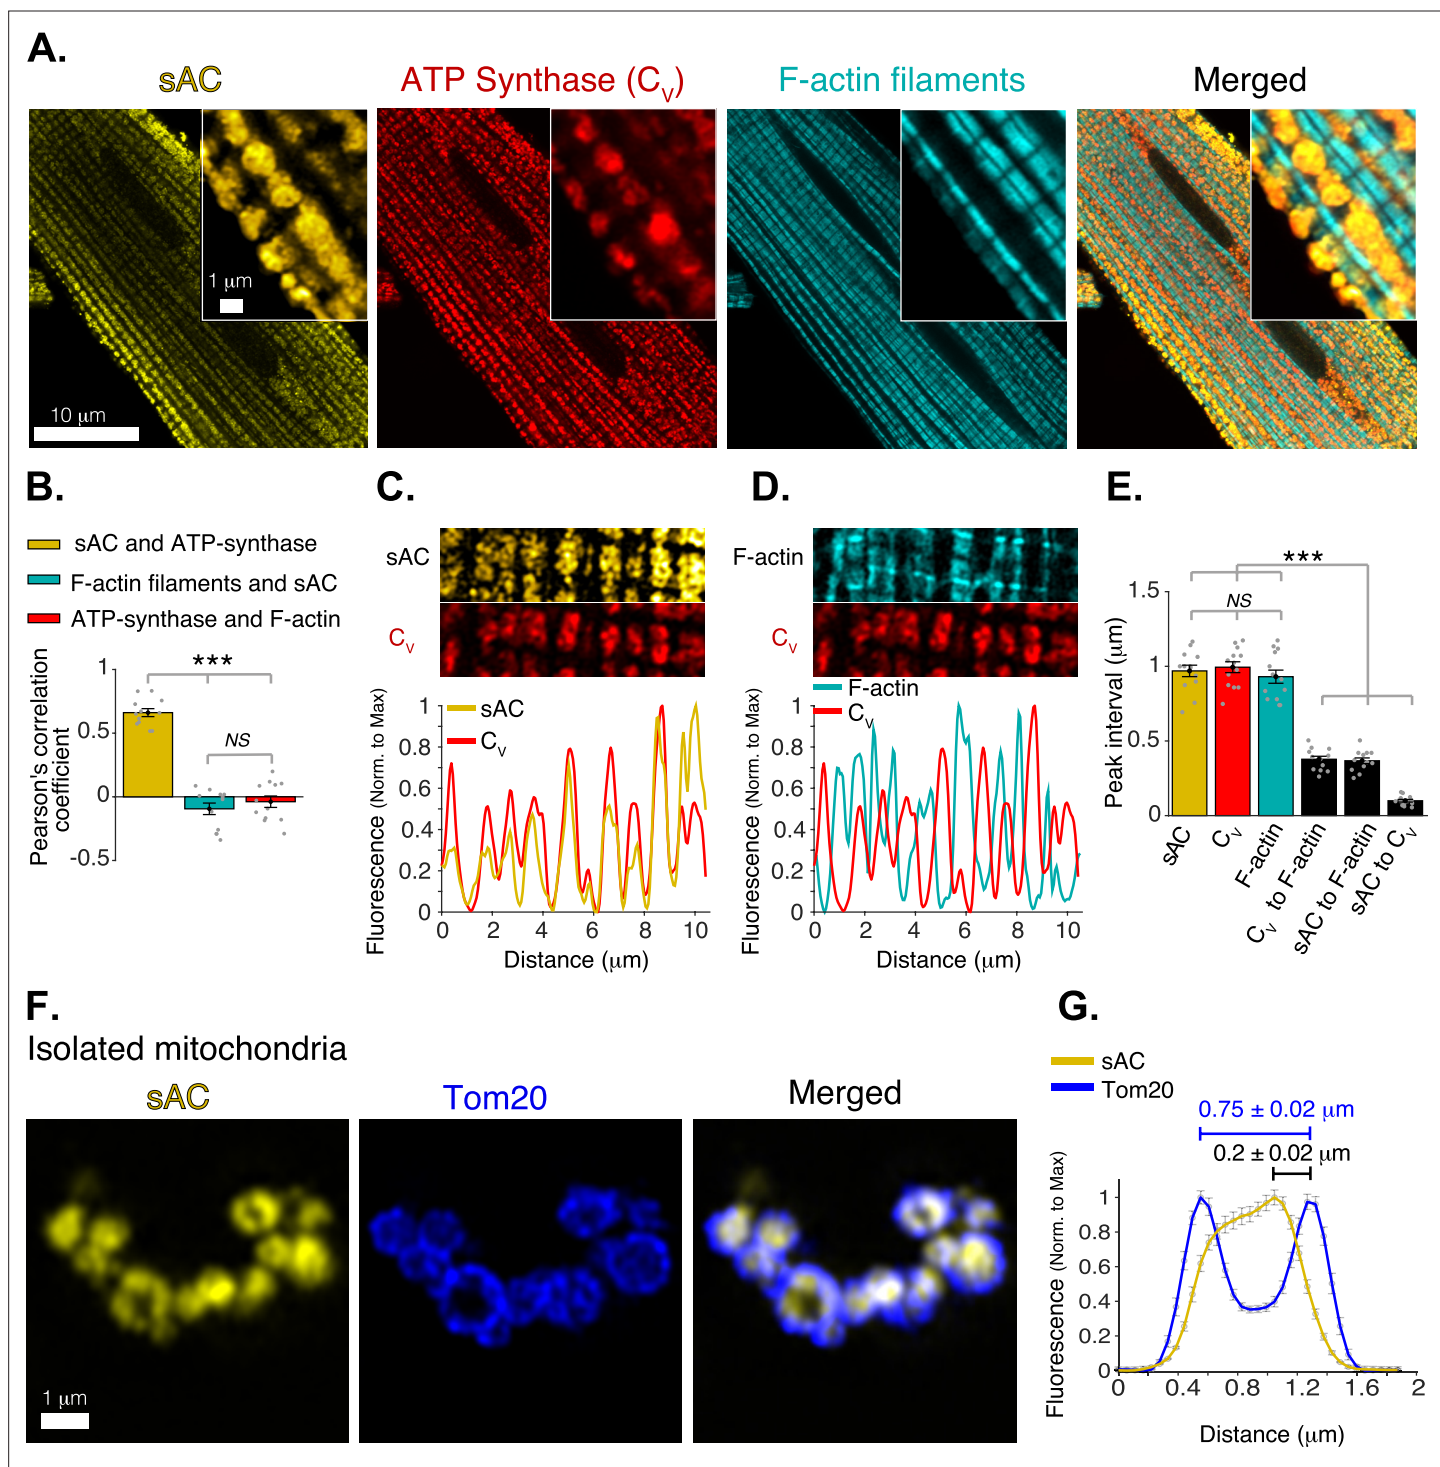 A.
sAC
ATP Synthase (CV)
F-actin filaments
Merged
1 μm
10 μm
B.
sAC and ATP-synthase
F-actin filaments and sAC
ATP-synthase and F-actin
***
NS
Pearson's correlation
coefficient
1
0.5
0
-0.5
C.
sAC
CV
sAC
CV
Fluorescence (Norm. to Max)
1
0.8
0.6
0.4
0.2
0
0 2 4 6 8 10
Distance (μm)
D.
F-actin
CV
F-actin
CV
Fluorescence (Norm. to Max)
1
0.8
0.6
0.4
0.2
0
0 2 4 6 8 10
Distance (μm)
E.
***
NS
Peak interval (μm)
1.5
1
0.5
0
sAC
CV
F-actin
CV to F-actin
sAC to F-actin
sAC to CV
F.
Isolated mitochondria
sAC
Tom20
Merged
1 μm
G.
sAC
Tom20
0.75 ± 0.02 μm
0.2 ± 0.02 μm
Fluorescence (Norm. to Max)
1
0.8
0.6
0.4
0.2
0
0 0.4 0.8 1.2 1.6 2
Distance (μm)